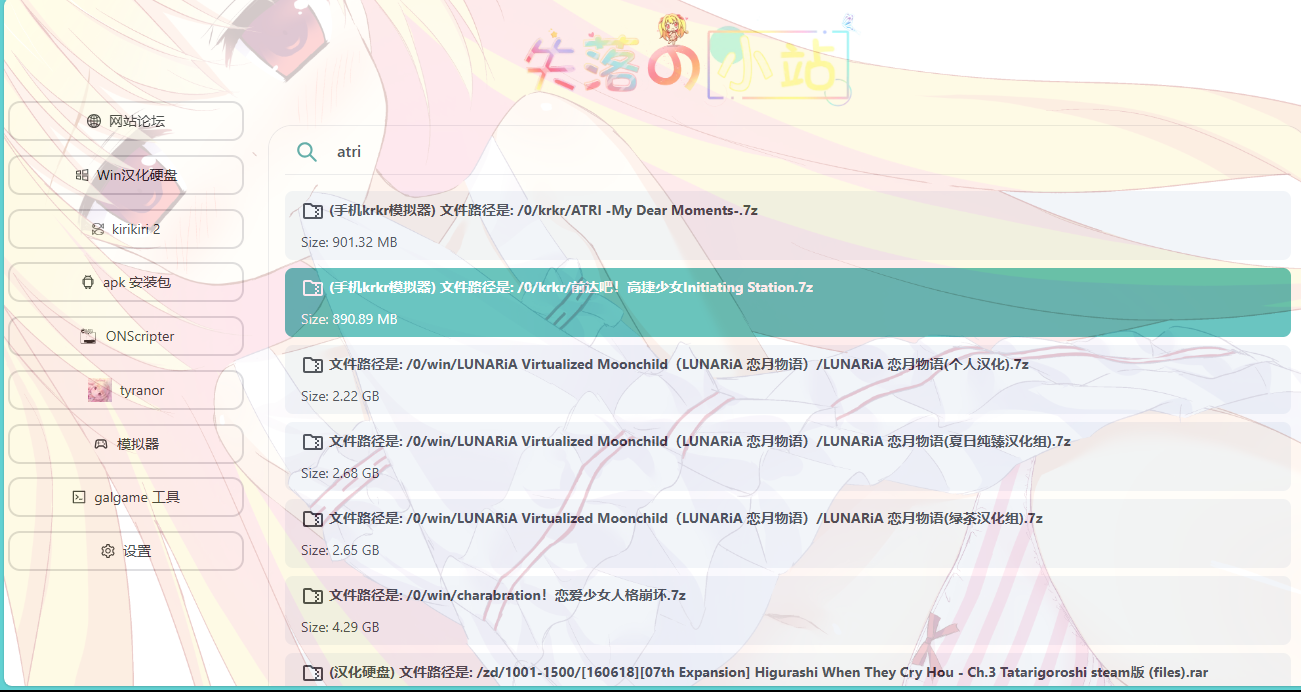 失落の小站
网站论坛
Win汉化硬盘
kirikiri 2
apk 安装包
ONScripter
tyranor
模拟器
galgame 工具
设置
atri
(手机krkr模拟器) 文件路径是: /0/krkr/ATRI -My Dear Moments-.7z
Size: 901.32 MB
(手机krkr模拟器) 文件路径是: /0/krkr/前达吧！高捷少女Initiating Station.7z
Size: 890.89 MB
文件路径是: /0/win/LUNARiA Virtualized Moonchild（LUNARiA 恋月物语）/LUNARiA 恋月物语(个人汉化).7z
Size: 2.22 GB
文件路径是: /0/win/LUNARiA Virtualized Moonchild（LUNARiA 恋月物语）/LUNARiA 恋月物语(夏日纯臻汉化组).7z
Size: 2.68 GB
文件路径是: /0/win/LUNARiA Virtualized Moonchild（LUNARiA 恋月物语）/LUNARiA 恋月物语(绿茶汉化组).7z
Size: 2.65 GB
文件路径是: /0/win/charabration！恋爱少女人格崩坏.7z
Size: 4.29 GB
(汉化硬盘) 文件路径是: /zd/1001-1500/[160618][07th Expansion] Higurashi When They Cry Hou - Ch.3 Tatarigoroshi steam版 (files).rar